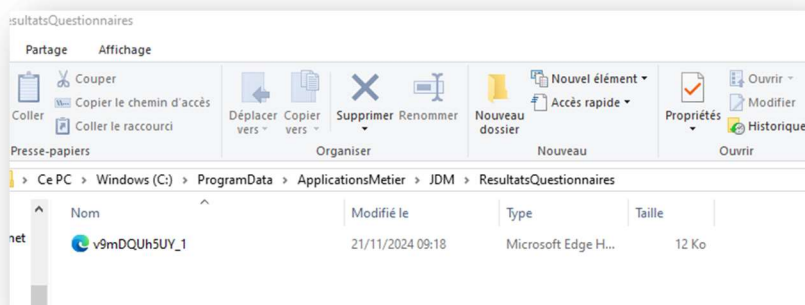 esultatsQuestionnaires
Partage Affichage
Couper
Copier le chemin d'accès
Coller
Coller le raccourci
Déplacer vers
Copier vers
Supprimer
Renommer
Nouveau dossier
Nouvel élément
Accès rapide
Propriétés
Ouvrir
Modifier
Historique
Presse-papiers Organiser Nouveau Ouvrir
> Ce PC > Windows (C:) > ProgramData > ApplicationsMetier > JDM > ResultatsQuestionnaires
Nom Modifié le Type Taille
net
v9mDQUh5UY_1 21/11/2024 09:18 Microsoft Edge H... 12 Ko